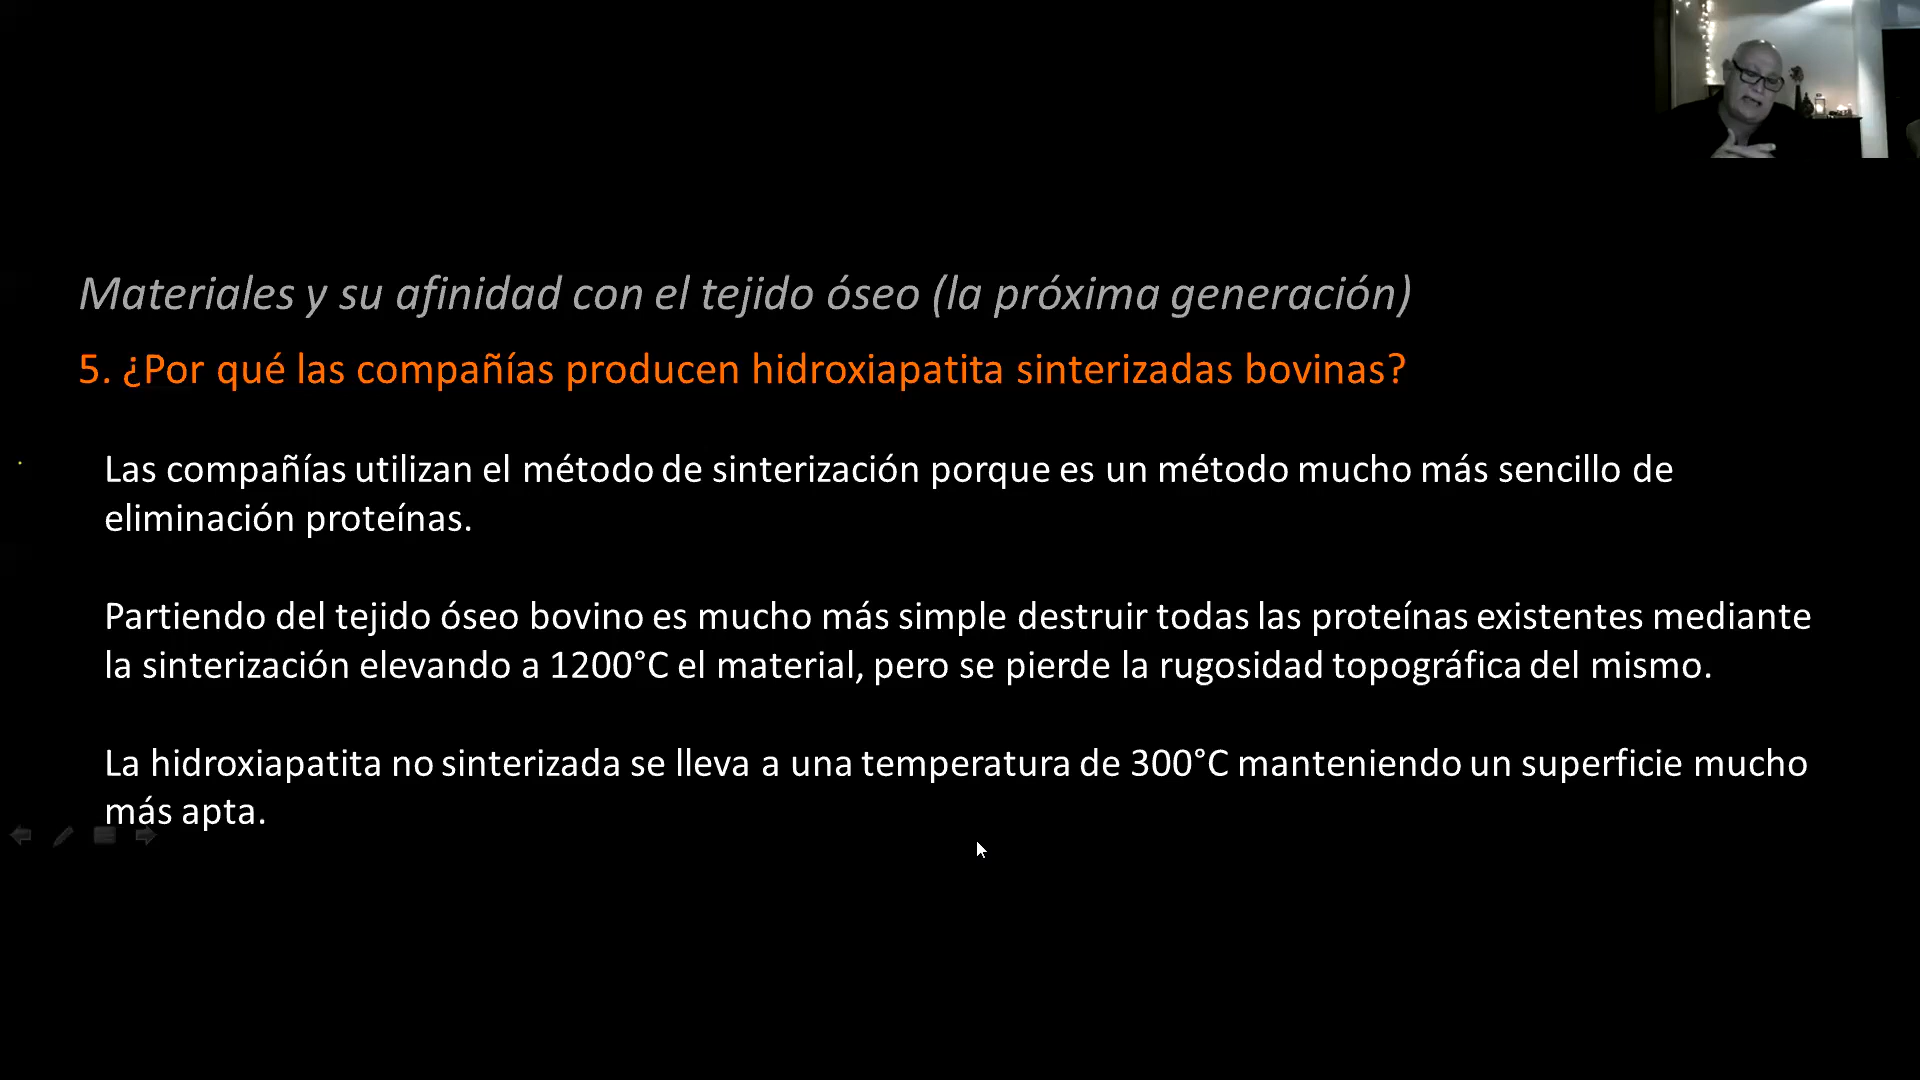 Materiales y su afinidad con el tejido óseo (la próxima generación)
5. ¿Por qué las compañías producen hidroxiapatita sinterizadas bovinas?
Las compañías utilizan el método de sinterización porque es un método mucho más sencillo de
eliminación proteínas.
Partiendo del tejido óseo bovino es mucho más simple destruir todas las proteínas existentes mediante
la sinterización elevando a 1200°C el material, pero se pierde la rugosidad topográfica del mismo.
La hidroxiapatita no sinterizada se lleva a una temperatura de 300°C manteniendo un superficie mucho
más apta.